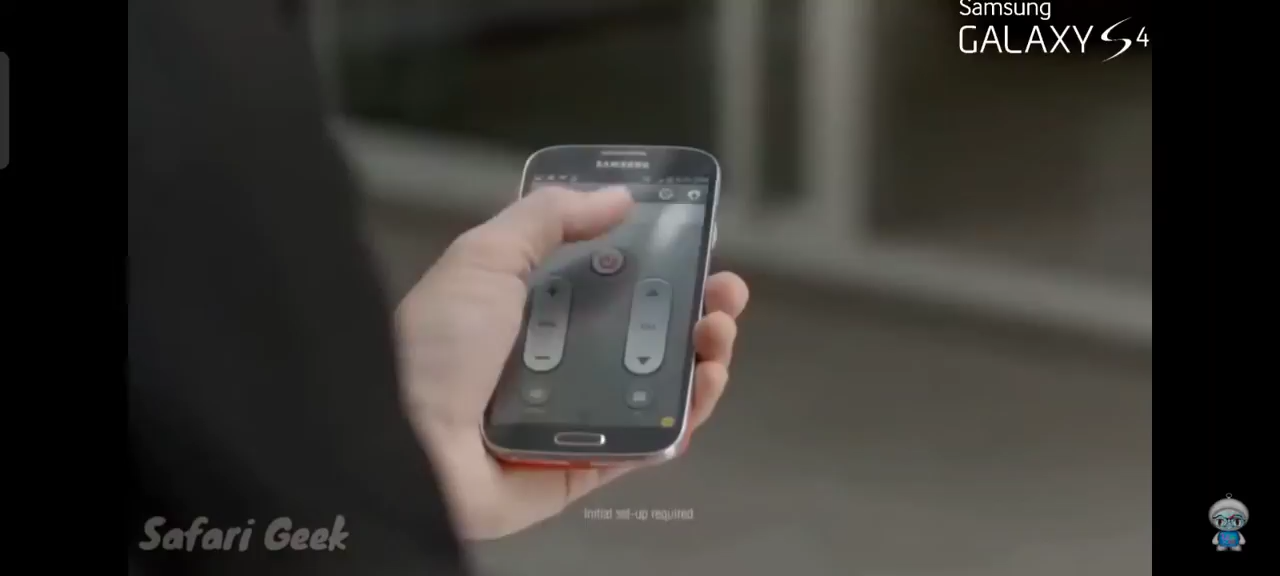 Samsung
GALAXY S4
SAMSUNG
Initial set-up required
Safari Geek